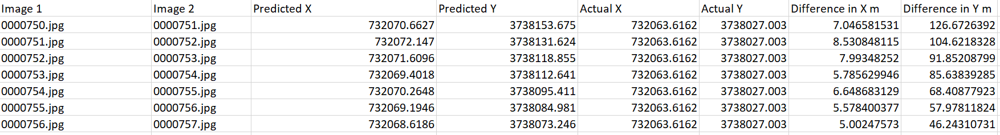 Image 1 Image 2 Predicted X Predicted Y Actual X Actual Y Difference in X m Difference in Y m
0000750.jpg 0000751.jpg 732070.6627 3738153.675 732063.6162 3738027.003 7.046581531 126.6726392
0000751.jpg 0000752.jpg 732072.147 3738131.624 732063.6162 3738027.003 8.530848115 104.6218328
0000752.jpg 0000753.jpg 732071.6096 3738118.855 732063.6162 3738027.003 7.99348252 91.85208799
0000753.jpg 0000754.jpg 732069.4018 3738112.641 732063.6162 3738027.003 5.785629946 85.63839285
0000754.jpg 0000755.jpg 732070.2648 3738095.411 732063.6162 3738027.003 6.648683129 68.40877923
0000755.jpg 0000756.jpg 732069.1946 3738084.981 732063.6162 3738027.003 5.578400377 57.97811824
0000756.jpg 0000757.jpg 732068.6186 3738073.246 732063.6162 3738027.003 5.00247573 46.24310731